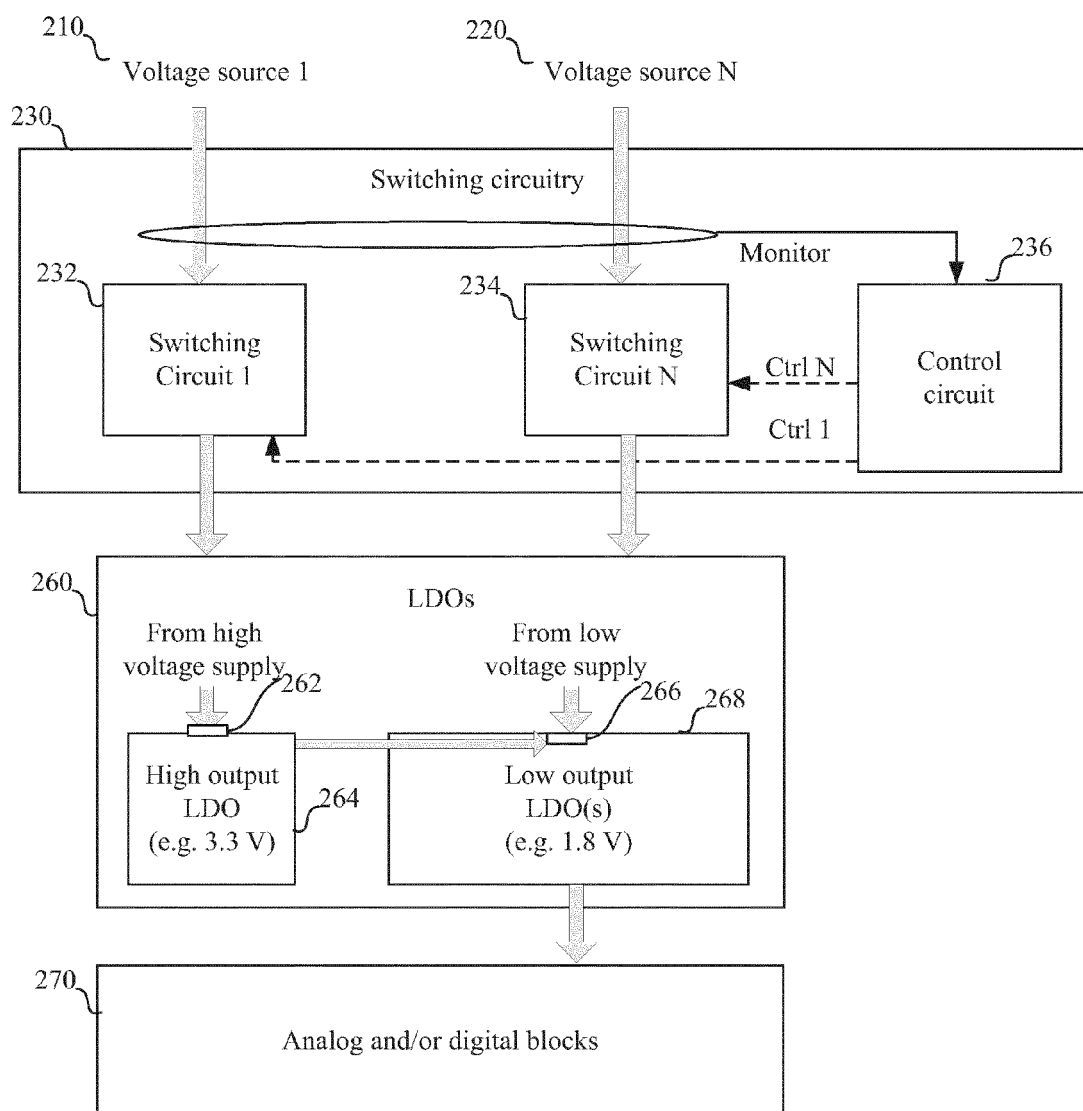 210
Voltage source 1
220
Voltage source N
230
Switching circuitry
Monitor
232
Switching
Circuit 1
234
Switching
Circuit N
236
Control
circuit
Ctrl N
Ctrl 1
260
LDOs
From high
voltage supply
From low
voltage supply
262
266
268
High output
LDO
(e.g. 3.3 V)
264
Low output
LDO(s)
(e.g. 1.8 V)
270
Analog and/or digital blocks